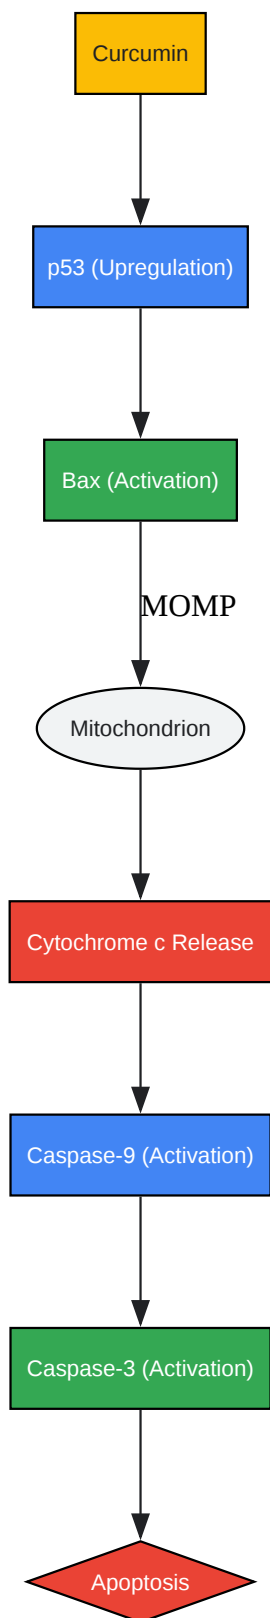 Curcumin
p53 (Upregulation)
Bax (Activation)
MOMP
Mitochondrion
Cytochrome c Release
Caspase-9 (Activation)
Caspase-3 (Activation)
Apoptosis